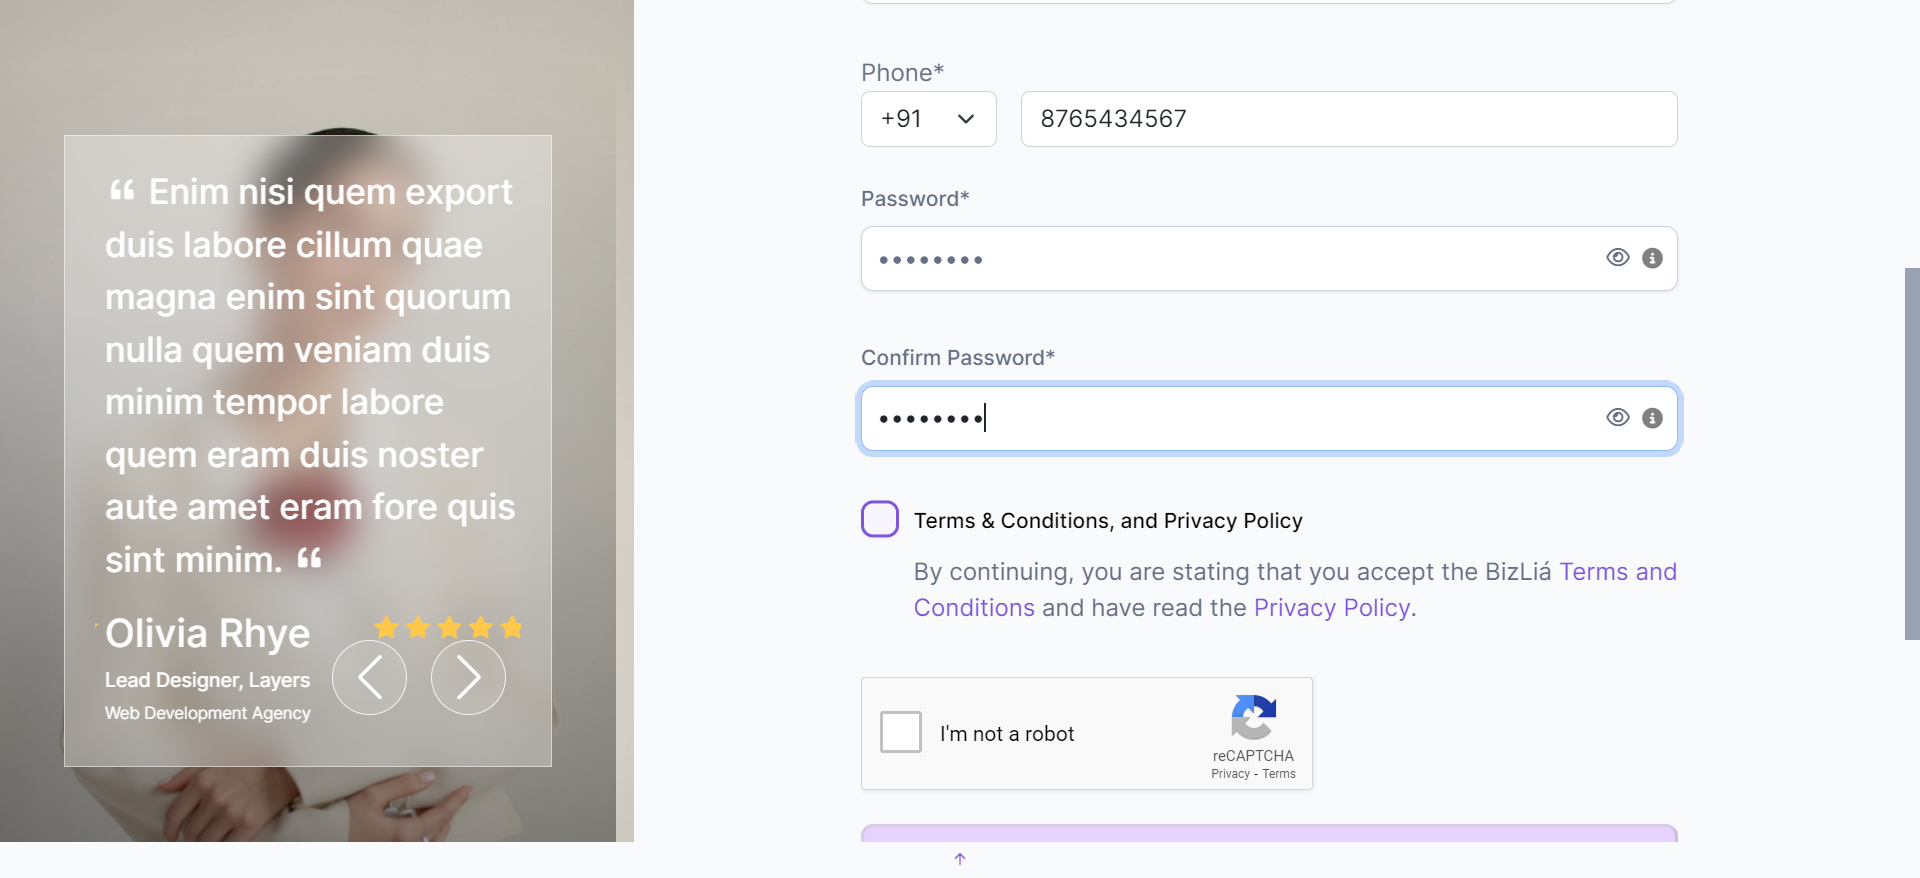 “ Enim nisi quem export
duis labore cillum quae
magna enim sint quorum
nulla quem veniam duis
minim tempor labore
quem eram duis noster
aute amet eram fore quis
sint minim. “
Olivia Rhye
Lead Designer, Layers
Web Development Agency
Phone*
+91
8765434567
Password*
••••••••
Confirm Password*
••••••••
Terms & Conditions, and Privacy Policy
By continuing, you are stating that you accept the BizLiá Terms and
Conditions and have read the Privacy Policy.
I'm not a robot
reCAPTCHA
Privacy - Terms